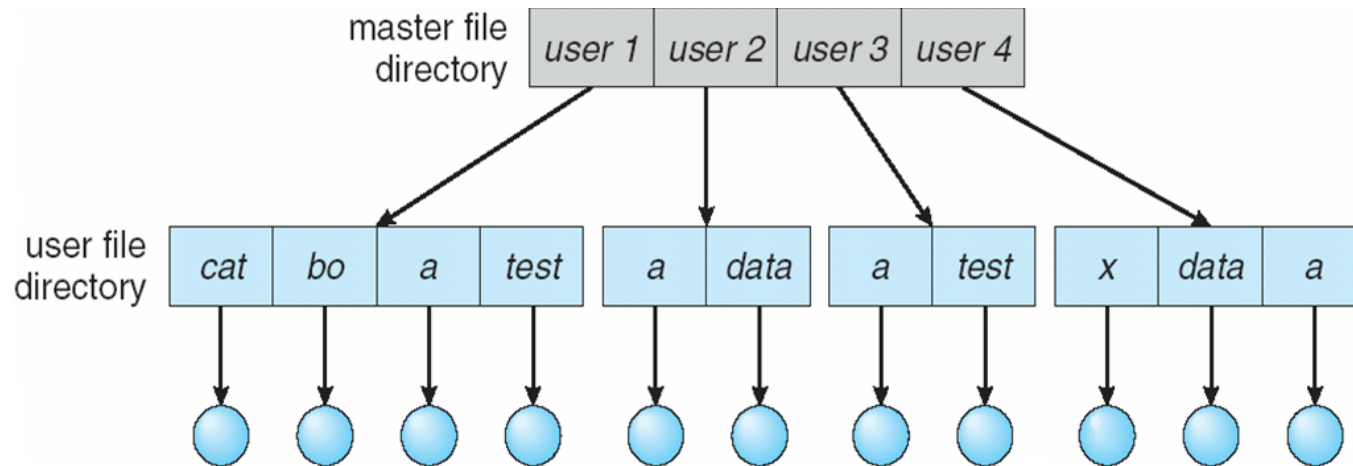 master file directory
user 1 user 2 user 3 user 4
user file directory
cat bo a test a data a test x data a